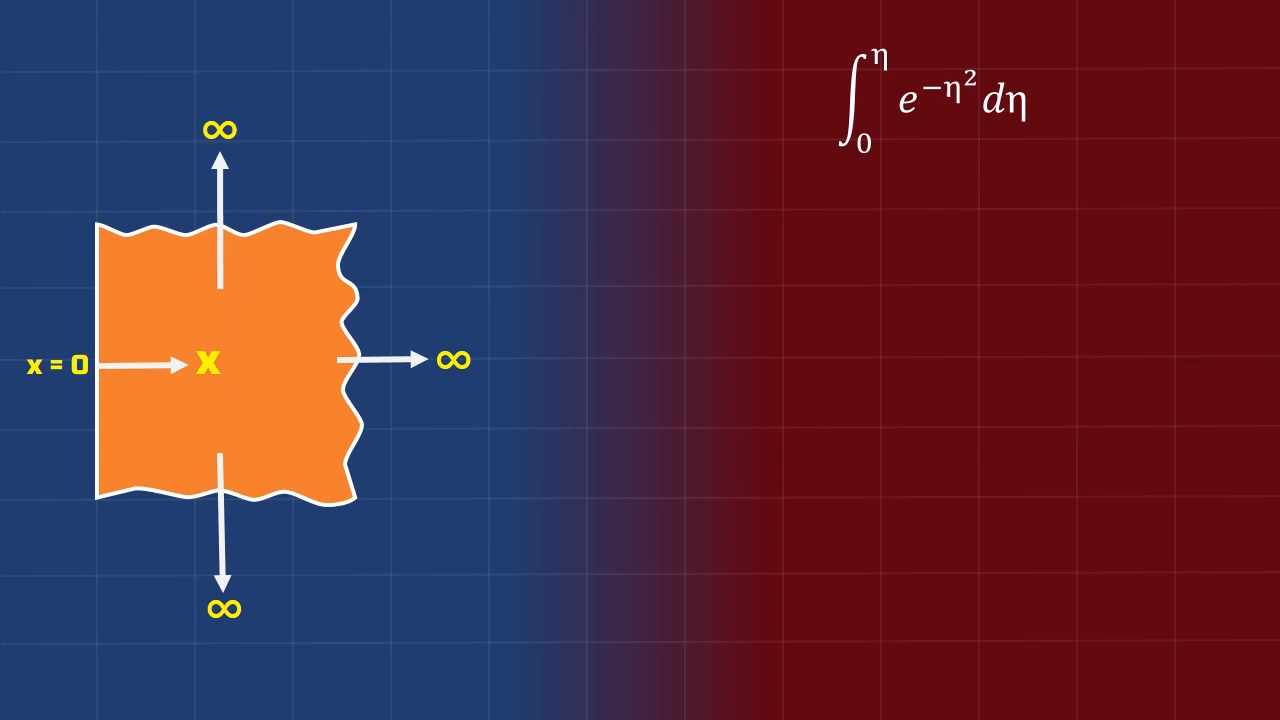 ∫₀^η e^{−η²} dη
∞
x = 0
x
∞
∞